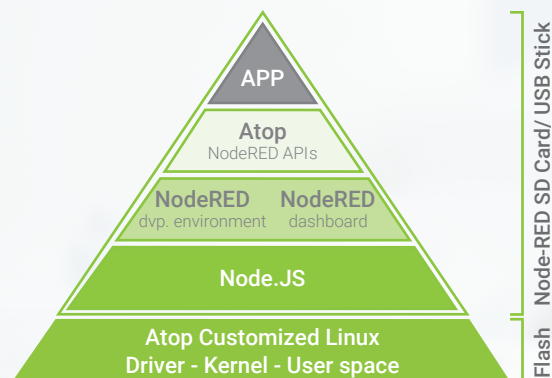 APP
Atop
NodeRED APIs
NodeRED NodeRED
dvp. environment dashboard
Node.JS
Atop Customized Linux
Driver - Kernel - User space
Node-RED SD Card/ USB Stick
Flash